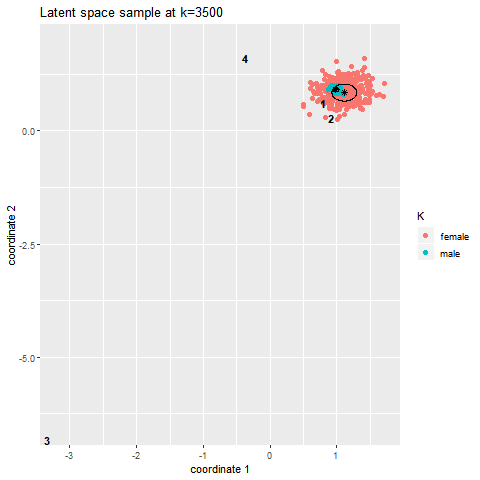 Latent space sample at k=3500
4
1
2
3
0.0
-2.5
-5.0
-3
-2
-1
0
1
coordinate 1
coordinate 2
K
female
male